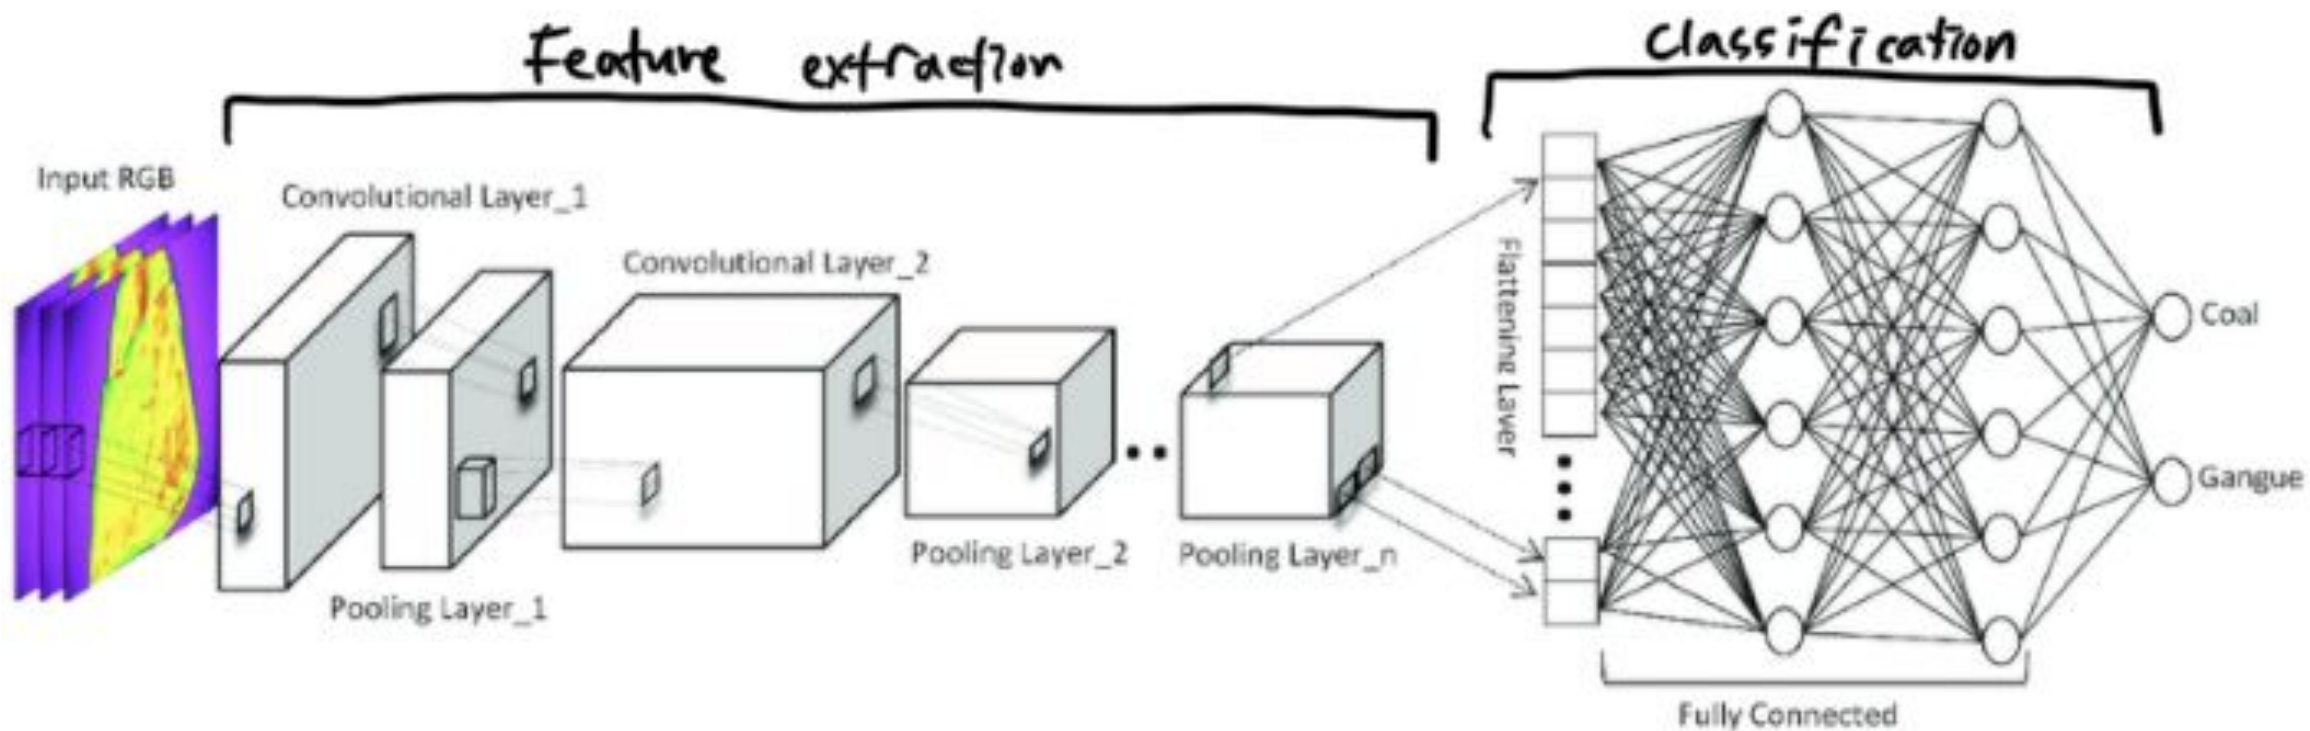 Feature extraction
Classification
Input RGB
Convolutional Layer_1
Convolutional Layer_2
Pooling Layer_1
Pooling Layer_2
Pooling Layer_n
Flattening Layer
Coal
Gangue
Fully Connected